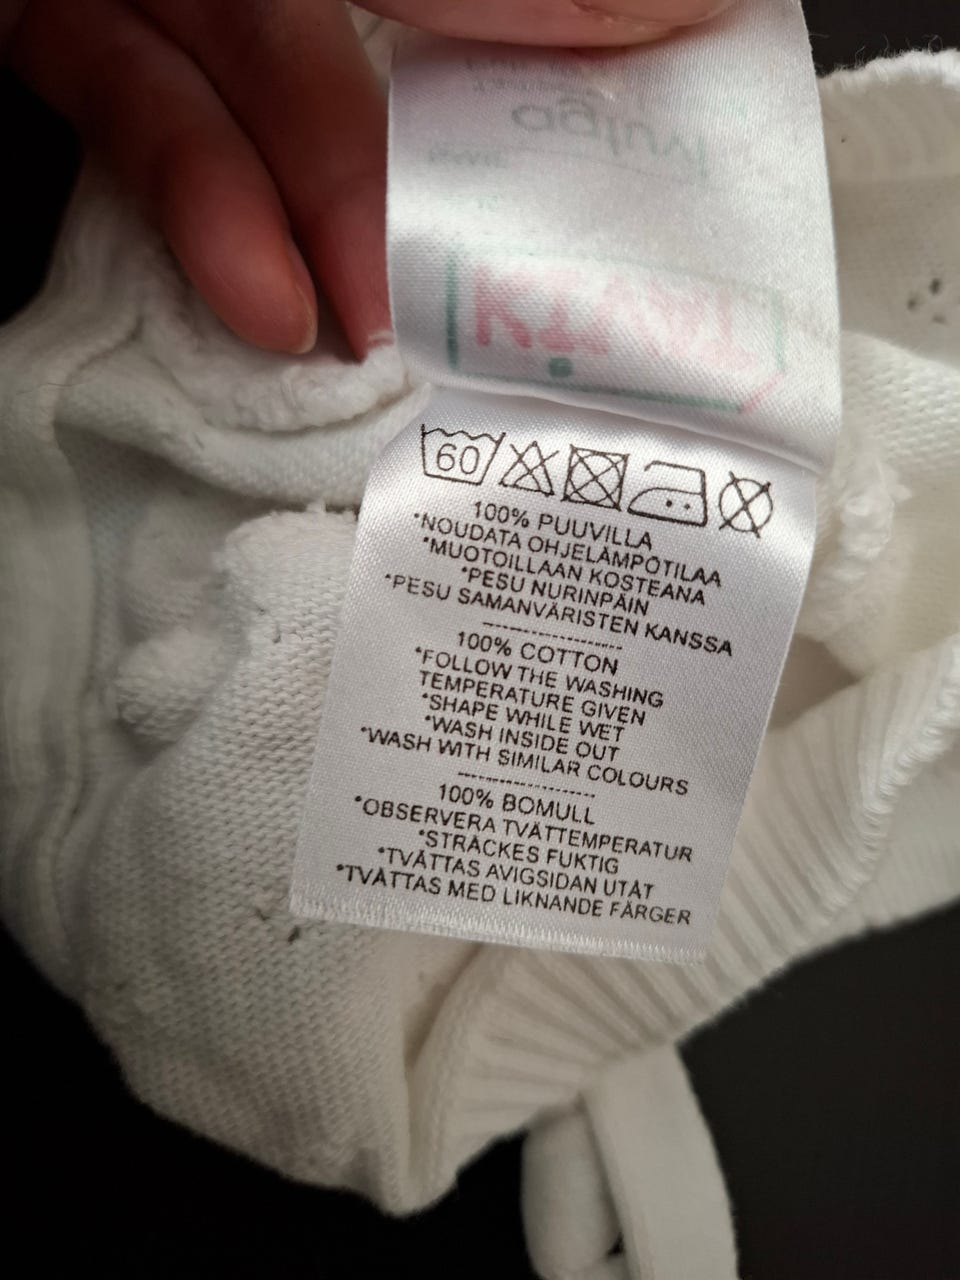 60
100% PUUVILLA
*NOUDATA OHJELÄMPÖTILAA
*MUOTOILLAAN KOSTEANA
*PESU NURINPÄIN
*PESU SAMANVÄRISTEN KANSSA
100% COTTON
*FOLLOW THE WASHING
TEMPERATURE GIVEN
*SHAPE WHILE WET
*WASH INSIDE OUT
*WASH WITH SIMILAR COLOURS
100% BOMULL
*OBSERVERA TVÄTTEMPERATUR
*STRÄCKES FUKTIG
*TVÄTTAS AVIGSIDAN UTÅT
*TVÄTTAS MED LIKNANDE FÄRGER